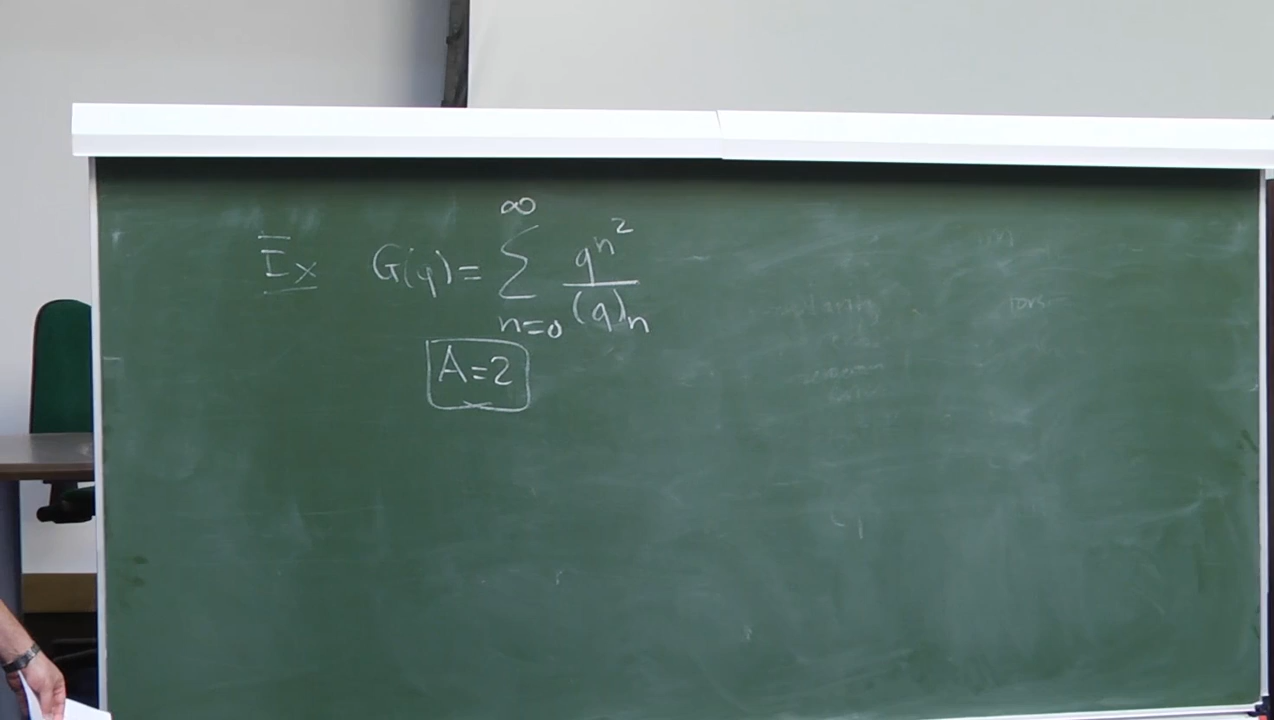 Ex G(q) = ∑_{n=0}^{∞} q^{n^2} / (q)_n
A=2